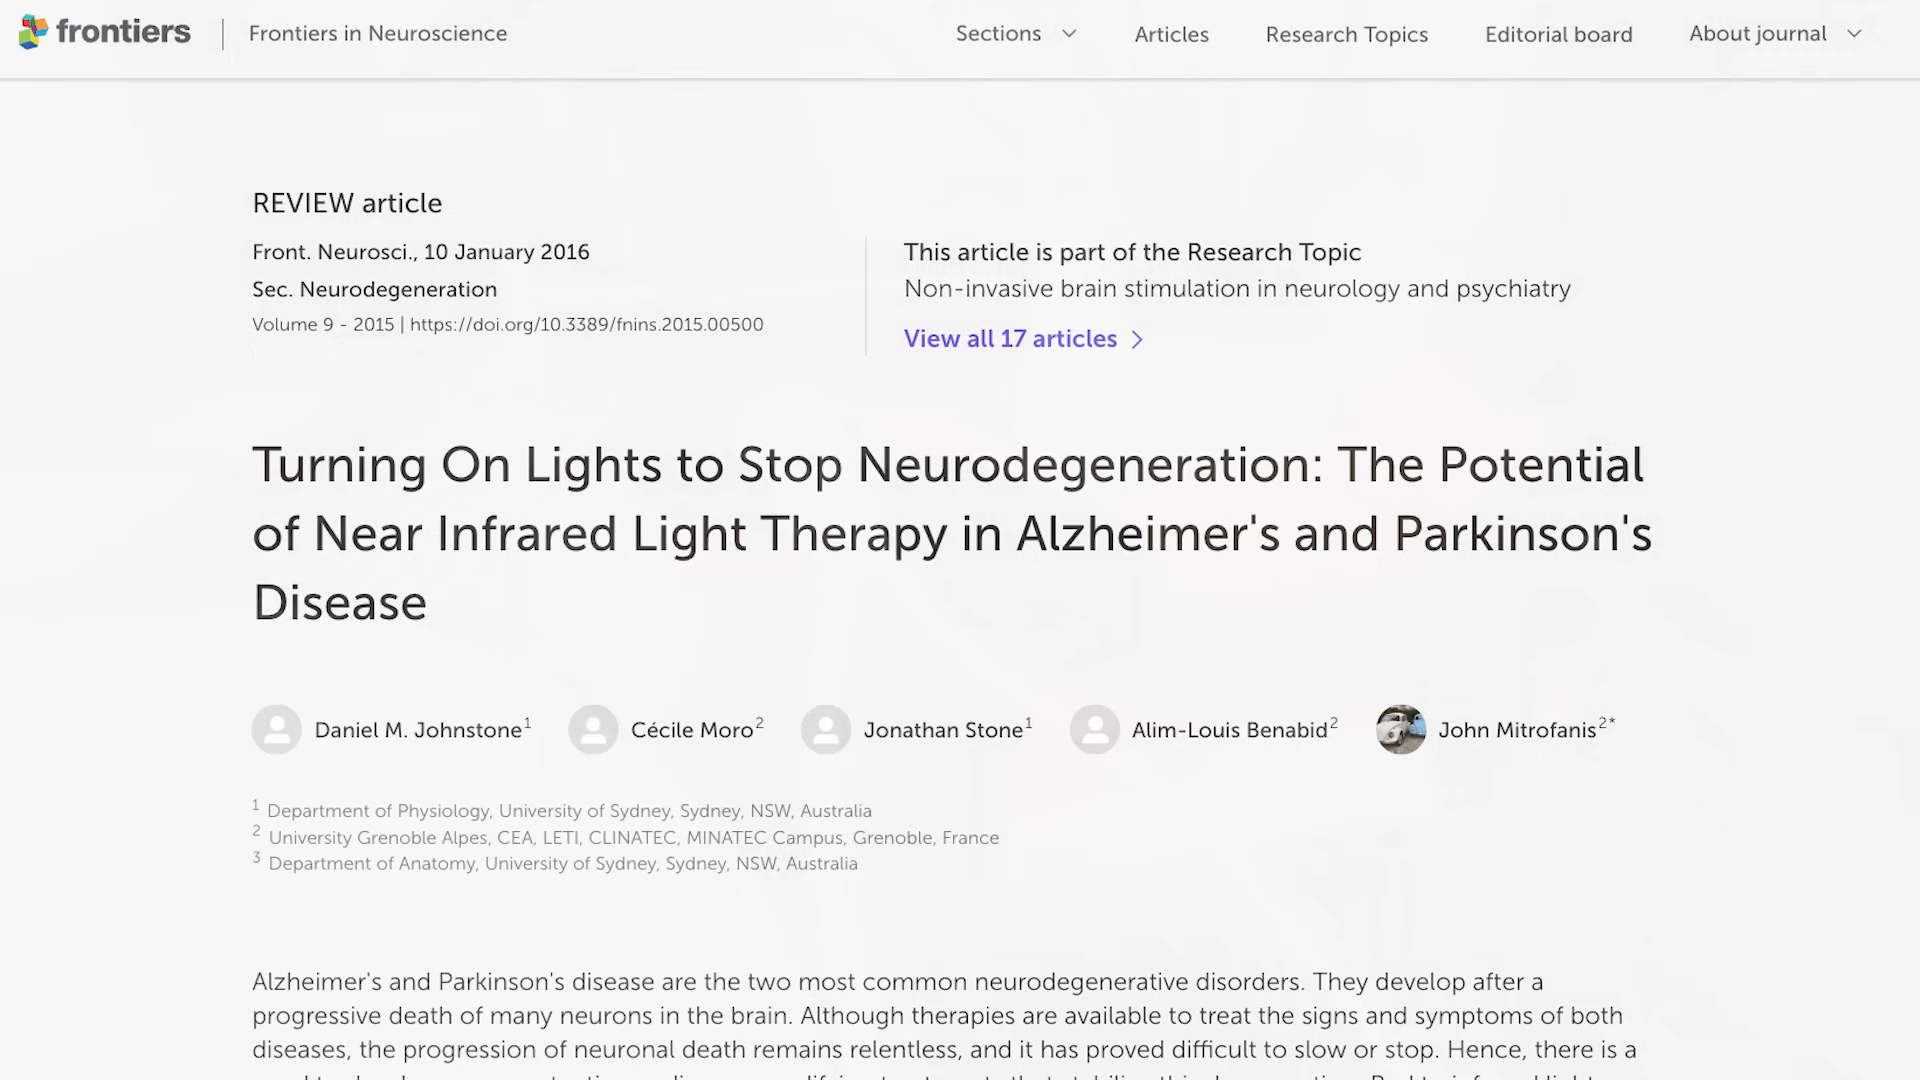 frontiers
Frontiers in Neuroscience
Sections
Articles
Research Topics
Editorial board
About journal
REVIEW article
Front. Neurosci., 10 January 2016
Sec. Neurodegeneration
Volume 9 - 2015 | https://doi.org/10.3389/fnins.2015.00500
This article is part of the Research Topic
Non-invasive brain stimulation in neurology and psychiatry
View all 17 articles
Turning On Lights to Stop Neurodegeneration: The Potential
of Near Infrared Light Therapy in Alzheimer's and Parkinson's
Disease
Daniel M. Johnstone1
Cécile Moro2
Jonathan Stone1
Alim-Louis Benabid2
John Mitrofanis2*
1 Department of Physiology, University of Sydney, Sydney, NSW, Australia
2 University Grenoble Alpes, CEA, LETI, CLINATEC, MINATEC Campus, Grenoble, France
3 Department of Anatomy, University of Sydney, Sydney, NSW, Australia
Alzheimer's and Parkinson's disease are the two most common neurodegenerative disorders. They develop after a
progressive death of many neurons in the brain. Although therapies are available to treat the signs and symptoms of both
diseases, the progression of neuronal death remains relentless, and it has proved difficult to slow or stop. Hence, there is a